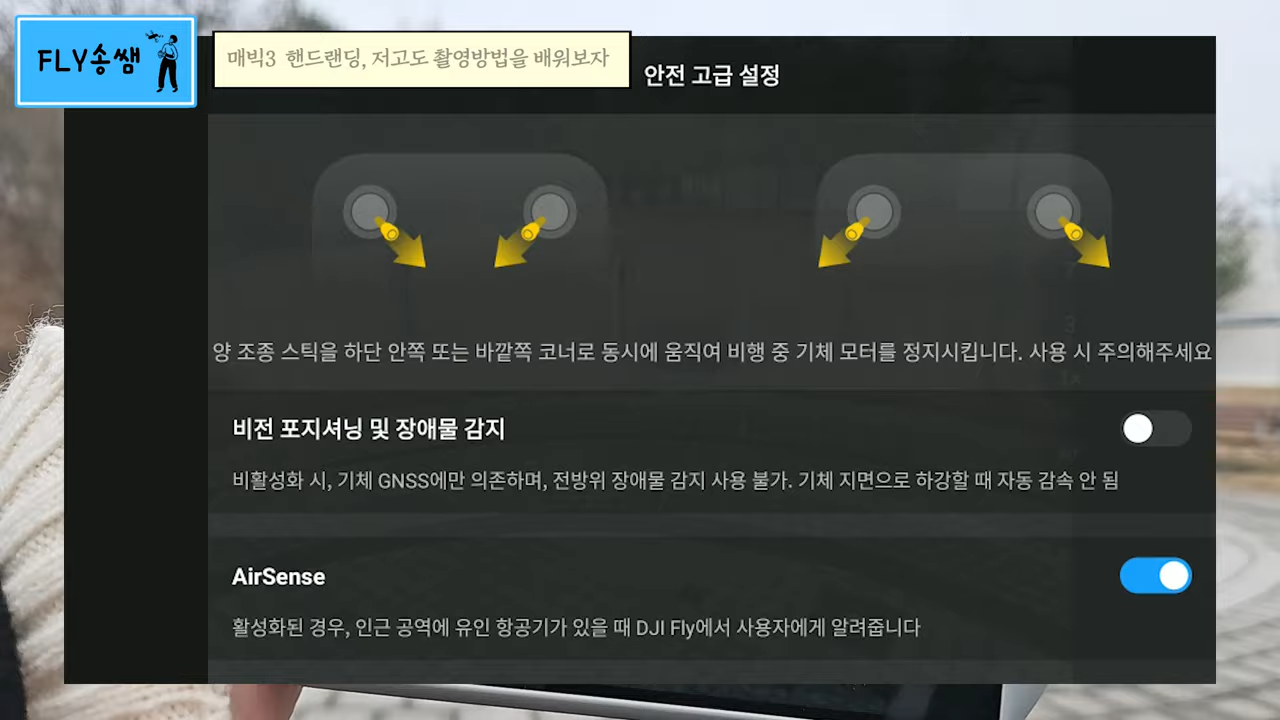 FLY송쌤
매빅3 핸드랜딩, 저고도 촬영방법을 배워보자
안전 고급 설정
양 조종 스틱을 하단 안쪽 또는 바깥쪽 코너로 동시에 움직여 비행 중 기체 모터를 정지시킵니다. 사용 시 주의해주세요
비전 포지셔닝 및 장애물 감지
비활성화 시, 기체 GNSS에만 의존하며, 전방위 장애물 감지 사용 불가. 기체 지면으로 하강할 때 자동 감속 안 됨
AirSense
활성화된 경우, 인근 공역에 유인 항공기가 있을 때 DJI Fly에서 사용자에게 알려줍니다